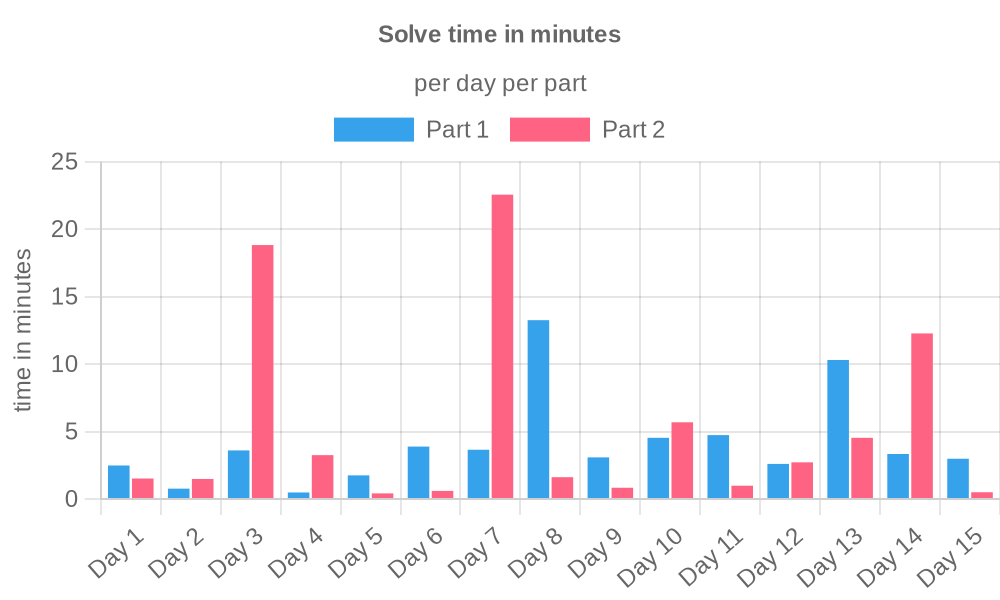 Solve time in minutes
per day per part
Part 1 Part 2
time in minutes
25
20
15
10
5
0
Day 1 Day 2 Day 3 Day 4 Day 5 Day 6 Day 7 Day 8 Day 9 Day 10 Day 11 Day 12 Day 13 Day 14 Day 15